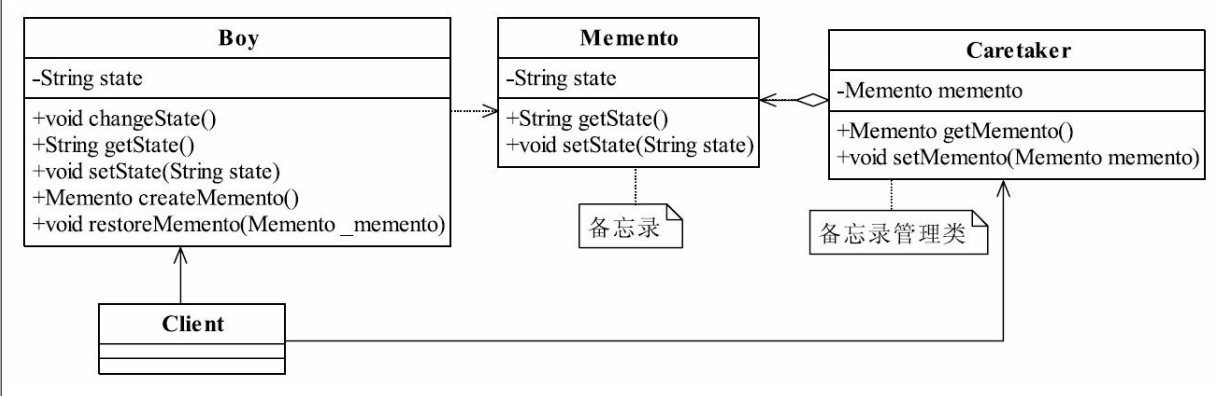 Boy
-String state
+void changeState()
+String getState()
+void setState(String state)
+Memento createMemento()
+void restoreMemento(Memento _memento)
Memento
-String state
+String getState()
+void setState(String state)
备忘录
Caretaker
-Memento memento
+Memento getMemento()
+void setMemento(Memento memento)
备忘录管理类
Client